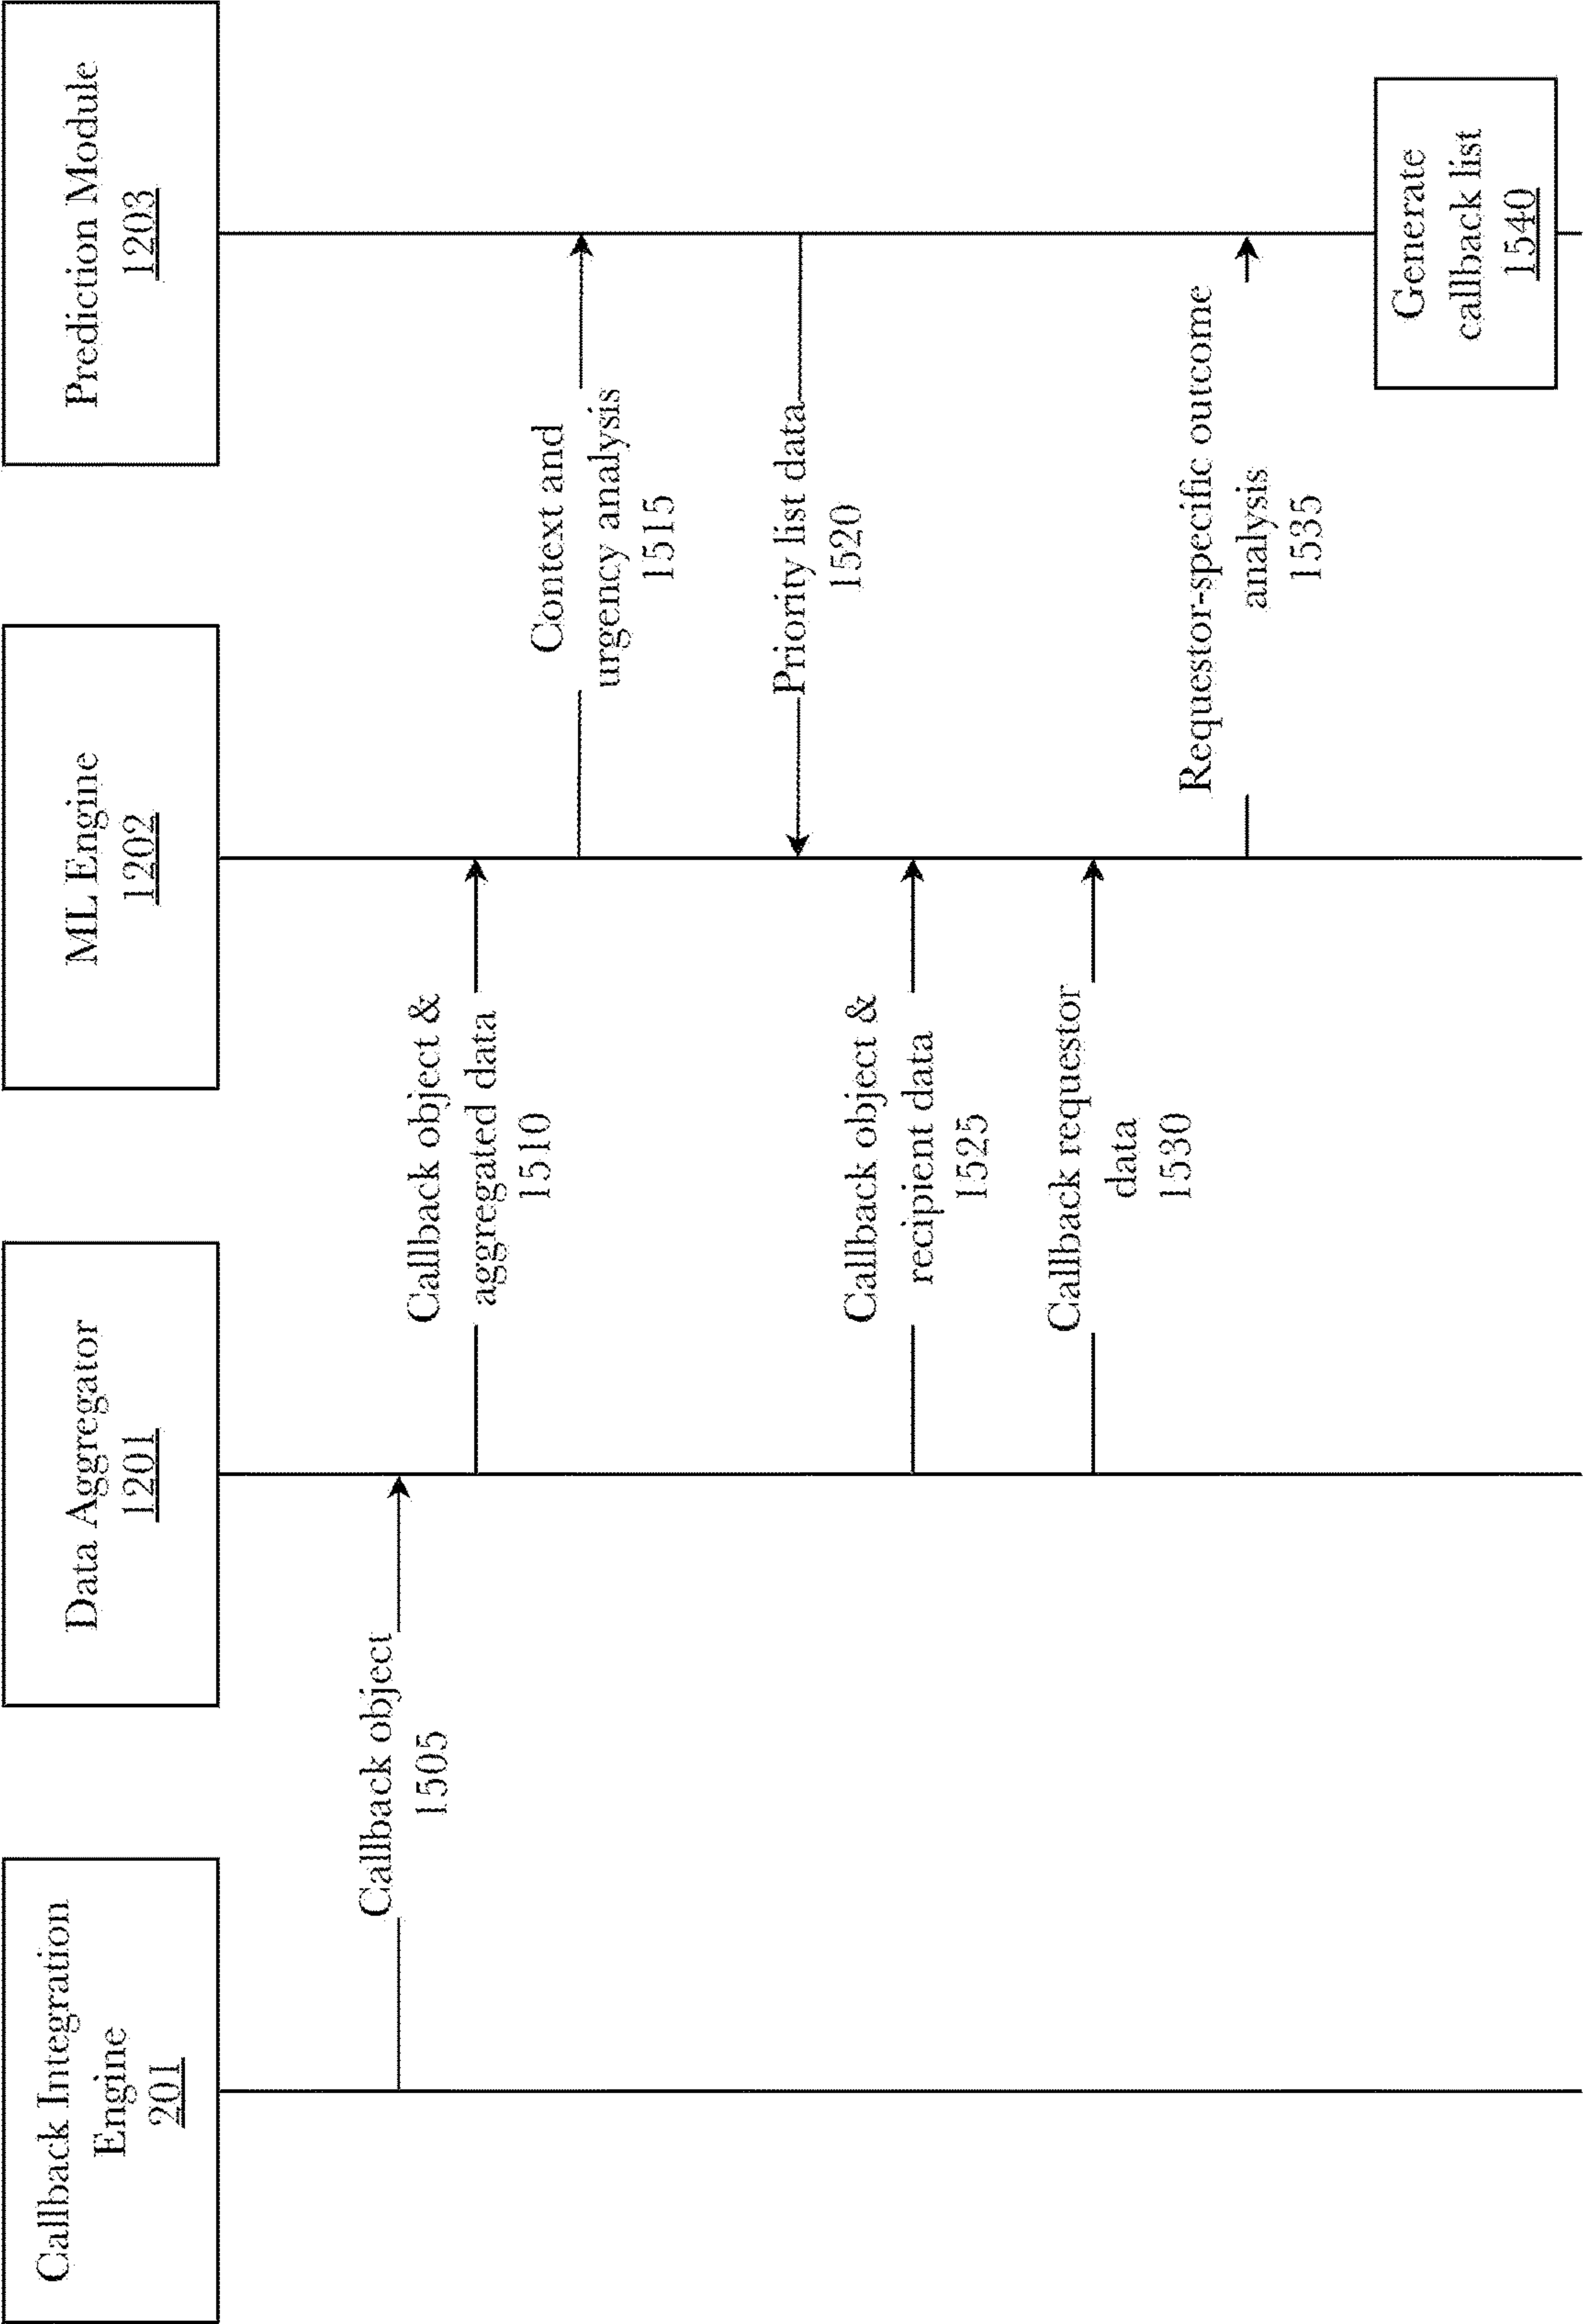 Callback Integration
Engine
201
Data Aggregator
1201
ML Engine
1202
Prediction Module
1203
Callback object
1505
Callback object &
aggregated data
1510
Context and
urgency analysis
1515
Priority list data
1520
Callback object &
recipient data
1525
Callback requestor
data
1530
Requestor-specific outcome
analysis
1535
Generate
callback list
1540